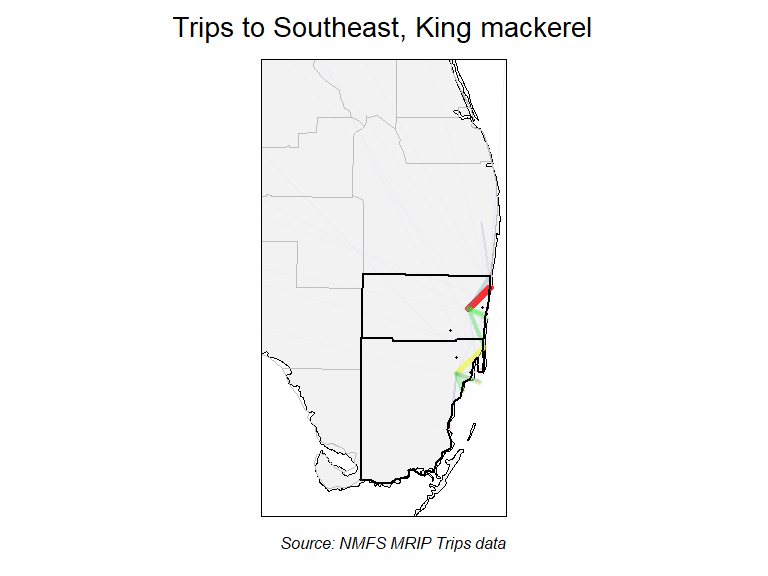 Trips to Southeast, King mackerel
Source: NMFS MRIP Trips data